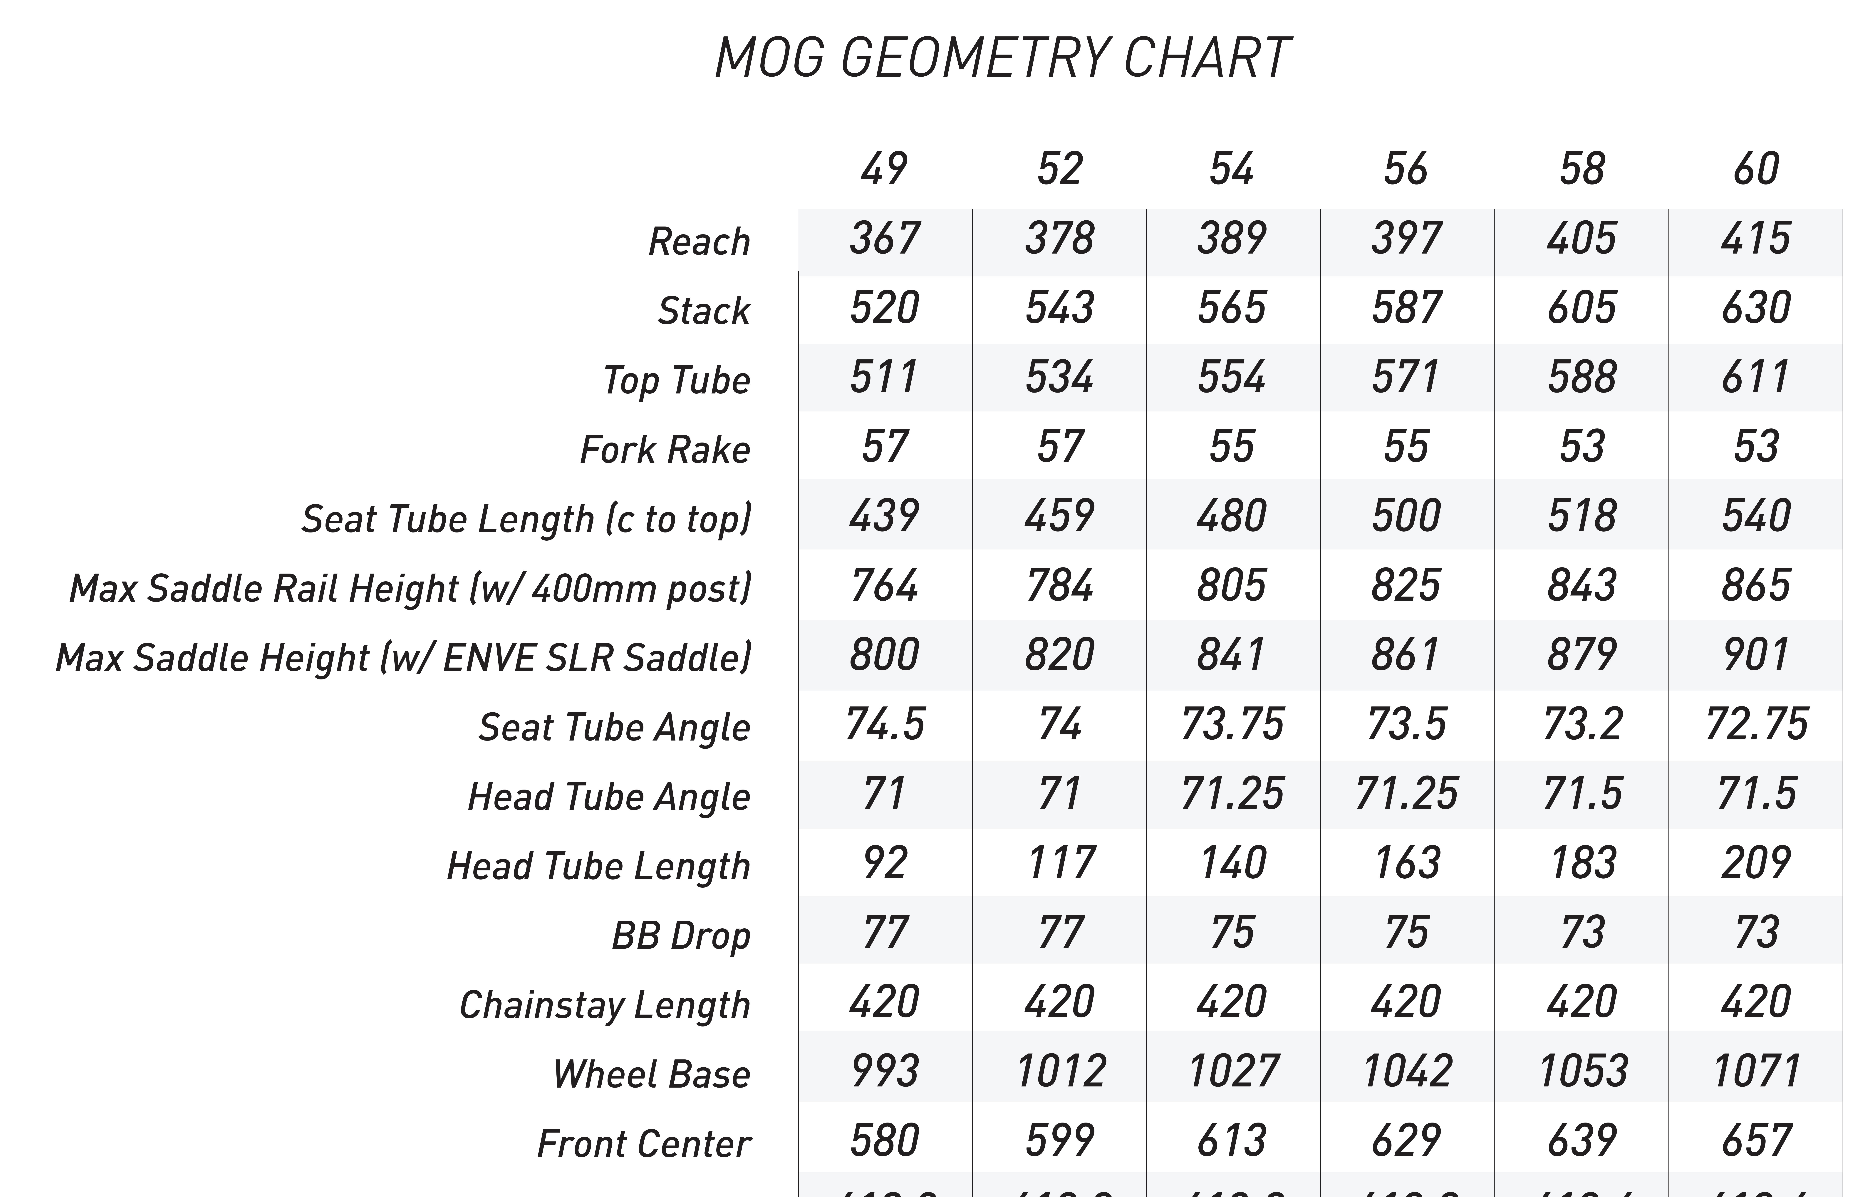 MOG GEOMETRY CHART
49 52 54 56 58 60
Reach 367 378 389 397 405 415
Stack 520 543 565 587 605 630
Top Tube 511 534 554 571 588 611
Fork Rake 57 57 55 55 53 53
Seat Tube Length (c to top) 439 459 480 500 518 540
Max Saddle Rail Height (w/ 400mm post) 764 784 805 825 843 865
Max Saddle Height (w/ ENVE SLR Saddle) 800 820 841 861 879 901
Seat Tube Angle 74.5 74 73.75 73.5 73.2 72.75
Head Tube Angle 71 71 71.25 71.25 71.5 71.5
Head Tube Length 92 117 140 163 183 209
BB Drop 77 77 75 75 73 73
Chainstay Length 420 420 420 420 420 420
Wheel Base 993 1012 1027 1042 1053 1071
Front Center 580 599 613 629 639 657